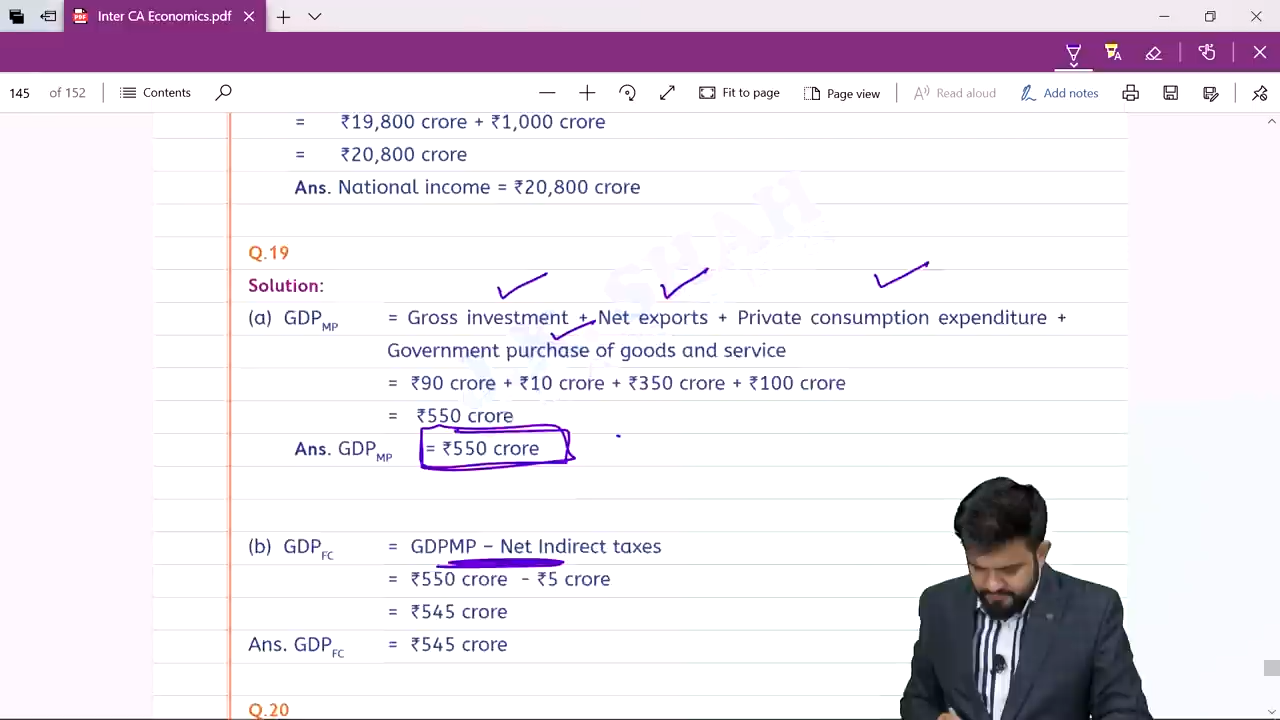 Inter CA Economics.pdf
145 of 152 Contents Fit to page Page view Read aloud Add notes
= ₹19,800 crore + ₹1,000 crore
= ₹20,800 crore
Ans. National income = ₹20,800 crore
Q.19
Solution:
(a) GDPMP = Gross investment + Net exports + Private consumption expenditure +
Government purchase of goods and service
= ₹90 crore + ₹10 crore + ₹350 crore + ₹100 crore
= ₹550 crore
Ans. GDPMP = ₹550 crore
(b) GDPFC = GDPMP – Net Indirect taxes
= ₹550 crore - ₹5 crore
= ₹545 crore
Ans. GDPFC = ₹545 crore
Q.20
SHAH